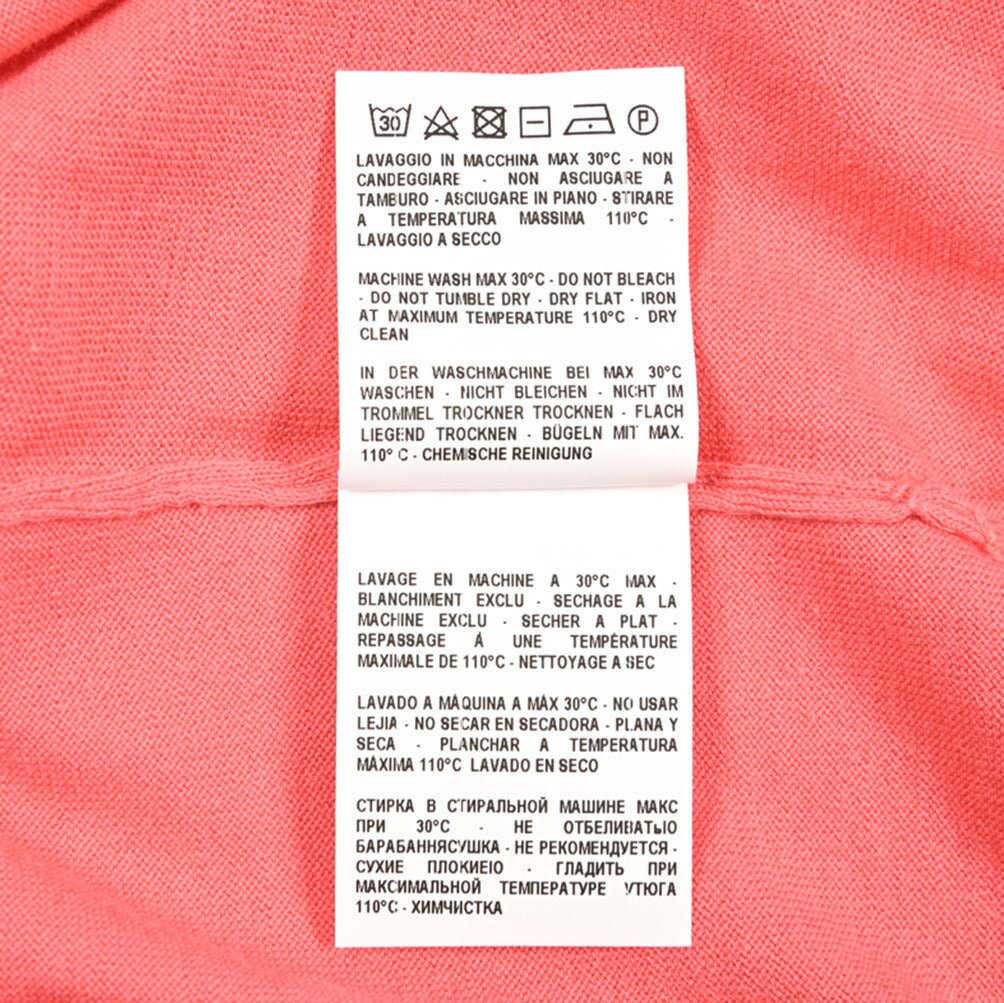 30 P
LAVAGGIO IN MACCHINA MAX 30°C - NON
CANDEGGIARE - NON ASCIUGARE A
TAMBURO - ASCIUGARE IN PIANO - STIRARE
A TEMPERATURA MASSIMA 110°C -
LAVAGGIO A SECCO
MACHINE WASH MAX 30°C - DO NOT BLEACH
- DO NOT TUMBLE DRY - DRY FLAT - IRON
AT MAXIMUM TEMPERATURE 110°C - DRY
CLEAN
IN DER WASCHMACHINE BEI MAX 30°C
WASCHEN - NICHT BLEICHEN - NICHT IM
TROMMEL TROCKNER TROCKNEN - FLACH
LIEGEND TROCKNEN - BÜGELN MIT MAX.
110° C - CHEMISCHE REINIGUNG
LAVAGE EN MACHINE A 30°C MAX -
BLANCHIMENT EXCLU - SECHAGE A LA
MACHINE EXCLU - SECHER A PLAT -
REPASSAGE Á UNE TEMPÉRATURE
MAXIMALE DE 110°C - NETTOYAGE A SEC
LAVADO A MÁQUINA A MÁX 30°C - NO USAR
LEJIA - NO SECAR EN SECADORA - PLANA Y
SECA - PLANCHAR A TEMPERATURA
MÁXIMA 110°C LAVADO EN SECO
СТИРКА В СТИРАЛЬНОЙ МАШИНЕ МАКС
ПРИ 30°C - НЕ ОТБЕЛИВАТЬІО
БАРАБАННЯСУШКА - НЕ РЕКОМЕНДУЕТСЯ -
СУХИЕ ПЛОКИЕІО - ГЛАДИТЬ ПРИ
МАКСИМАЛЬНОЙ ТЕМПЕРАТУРЕ УТЮГА
110°C - ХИМЧИСТКА